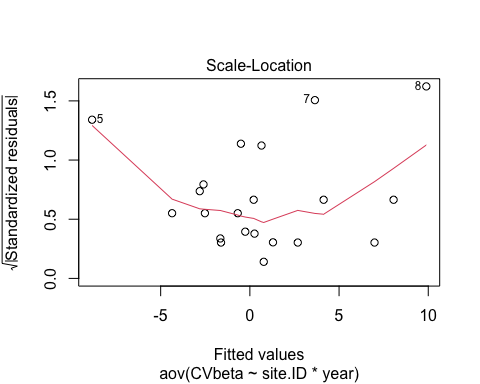 Scale-Location
√|Standardized residuals|
1.5
1.0
0.5
0.0
5
7
8
-5
0
5
10
Fitted values
aov(CVbeta ~ site.ID * year)